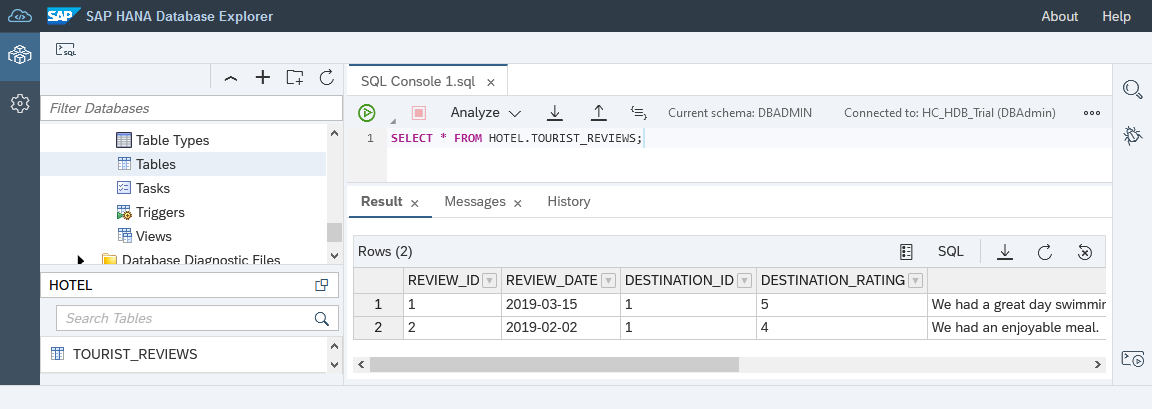 SAP SAP HANA Database Explorer About Help
SQL
SQL Console 1.sql ×
Filter Databases
Analyze Current schema: DBADMIN Connected to: HC_HDB_Trial (DBAdmin)
1 SELECT * FROM HOTEL.TOURIST_REVIEWS;
Table Types
Tables
Tasks
Triggers
Views
Database Diagnostic Files
HOTEL
Search Tables
TOURIST_REVIEWS
Result × Messages × History
Rows (2) SQL
REVIEW_ID REVIEW_DATE DESTINATION_ID DESTINATION_RATING
1 1 2019-03-15 1 5 We had a great day swimmin
2 2 2019-02-02 1 4 We had an enjoyable meal.